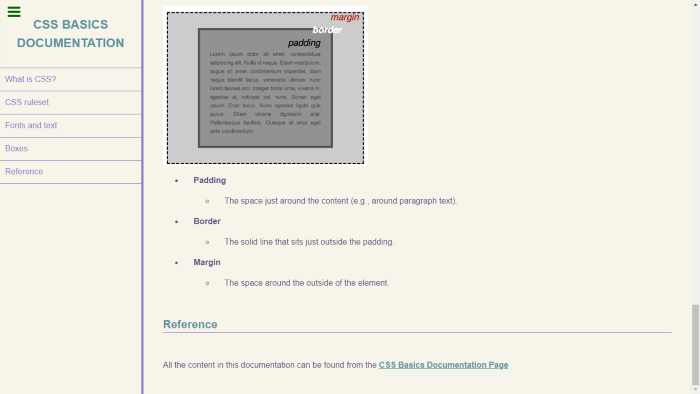 CSS BASICS
DOCUMENTATION
What is CSS?
CSS ruleset
Fonts and text
Boxes
Reference
margin
border
padding
Lorem ipsum dolor sit amet, consectetuer
adipiscing elit. Nulla id neque. Etiam vestibulum,
augue sit amet condimentum imperdiet, diam
neque blandit lacus, venenatis ultrices nunc
lorem laoreet orci. Integer tortor urna, viverra in,
egestas at, volutpat vel, nunc. Donec eget
ipsum. Cras lacus. Nunc egestas ligula quis
purus. Etiam viverra dignissim erat.
Pellentesque facilisis. Quisque et eros eget
ante condimentum.
Padding
The space just around the content (e.g., around paragraph text).
Border
The solid line that sits just outside the padding.
Margin
The space around the outside of the element.
Reference
All the content in this documentation can be found from the CSS Basics Documentation Page